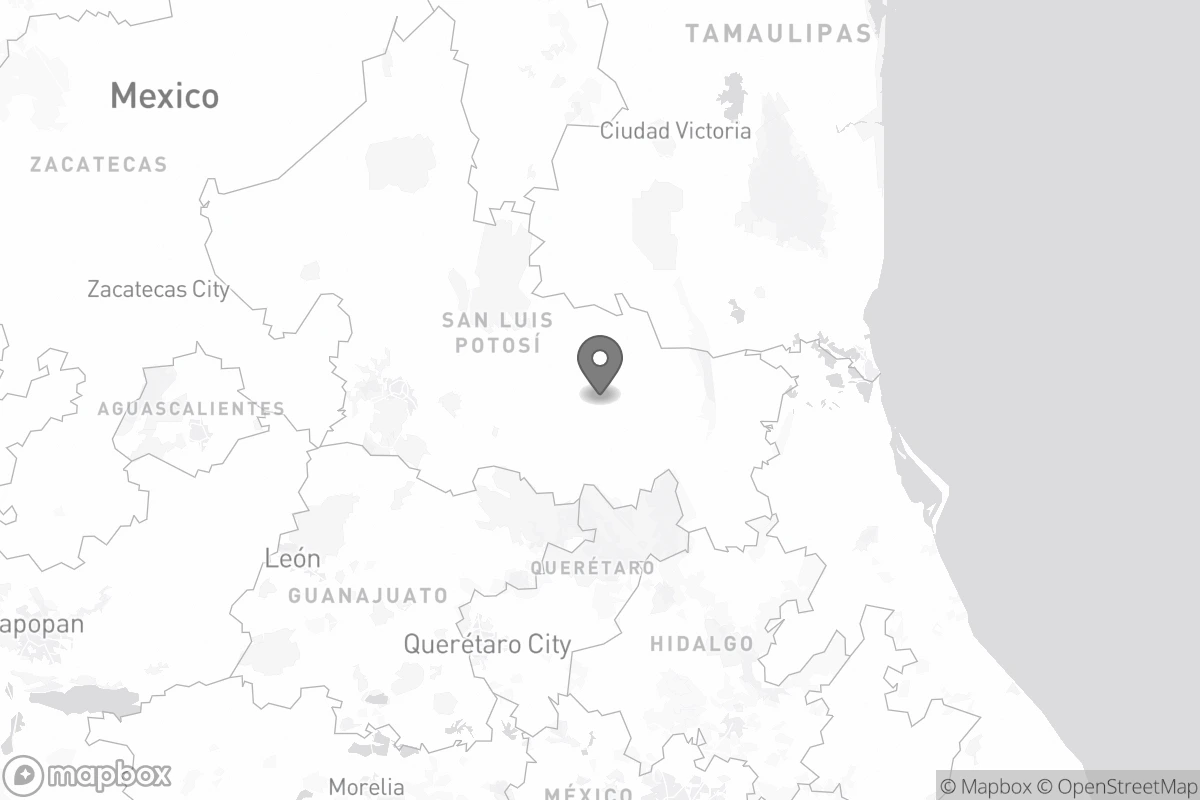 TAMAULIPAS
Mexico
Ciudad Victoria
ZACATECAS
Zacatecas City
SAN LUIS
POTOSÍ
AGUASCALIENTES
León
QUERÉTARO
GUANAJUATO
apopan
Querétaro City
HIDALGO
mapbox
Morelia
MÉXICO
© Mapbox © OpenStreetMap